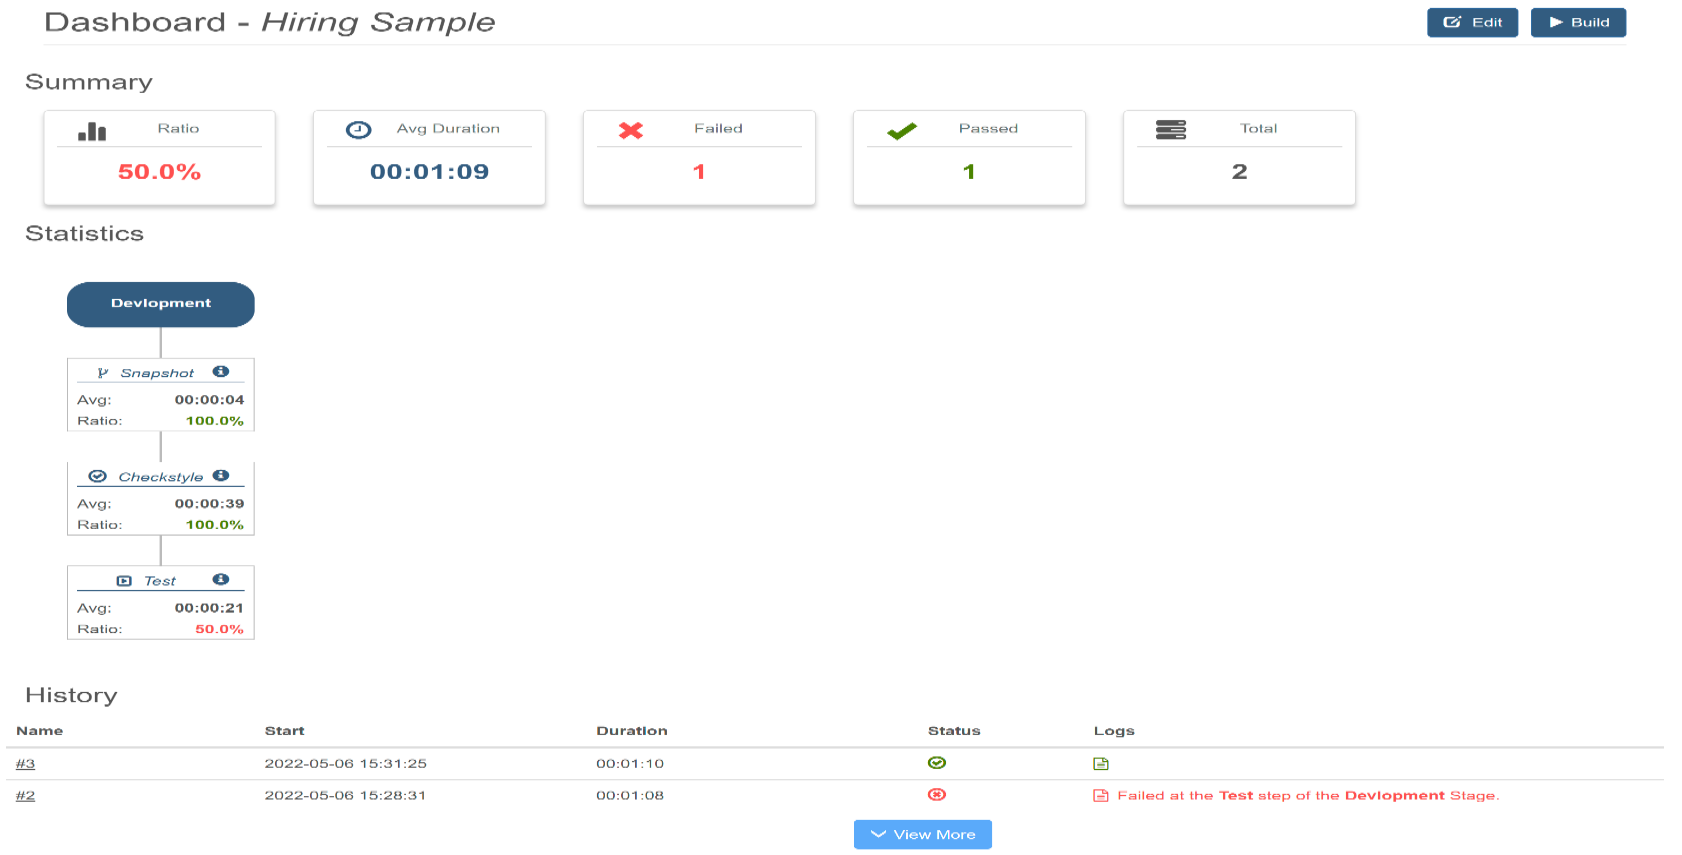 Dashboard - Hiring Sample
Edit
Build
Summary
Ratio
50.0%
Avg Duration
00:01:09
Failed
1
Passed
1
Total
2
Statistics
Devlopment
Snapshot
Avg: 00:00:04
Ratio: 100.0%
Checkstyle
Avg: 00:00:39
Ratio: 100.0%
Test
Avg: 00:00:21
Ratio: 50.0%
History
Name Start Duration Status Logs
#3 2022-05-06 15:31:25 00:01:10
#2 2022-05-06 15:28:31 00:01:08 Failed at the Test step of the Devlopment Stage.
View More